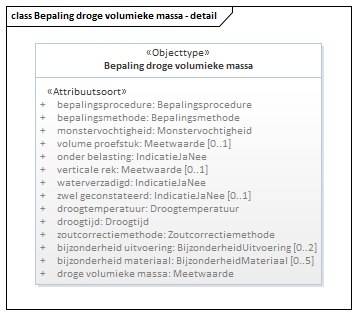 class Bepaling droge volumieke massa - detail
«Objecttype»
Bepaling droge volumieke massa
«Attribuutsoort»
+ bepalingsprocedure: Bepalingsprocedure
+ bepalingsmethode: Bepalingsmethode
+ monstervochtigheid: Monstervochtigheid
+ volume proefstuk: Meetwaarde [0..1]
+ onder belasting: IndicatieJaNee
+ verticale rek: Meetwaarde [0..1]
+ waterverzadigd: IndicatieJaNee
+ zwel geconstateerd: IndicatieJaNee [0..1]
+ droogtemperatuur: Droogtemperatuur
+ droogtijd: Droogtijd
+ zoutcorrectiemethode: Zoutcorrectiemethode
+ bijzonderheid uitvoering: BijzonderheidUitvoering [0..2]
+ bijzonderheid materiaal: BijzonderheidMateriaal [0..5]
+ droge volumieke massa: Meetwaarde